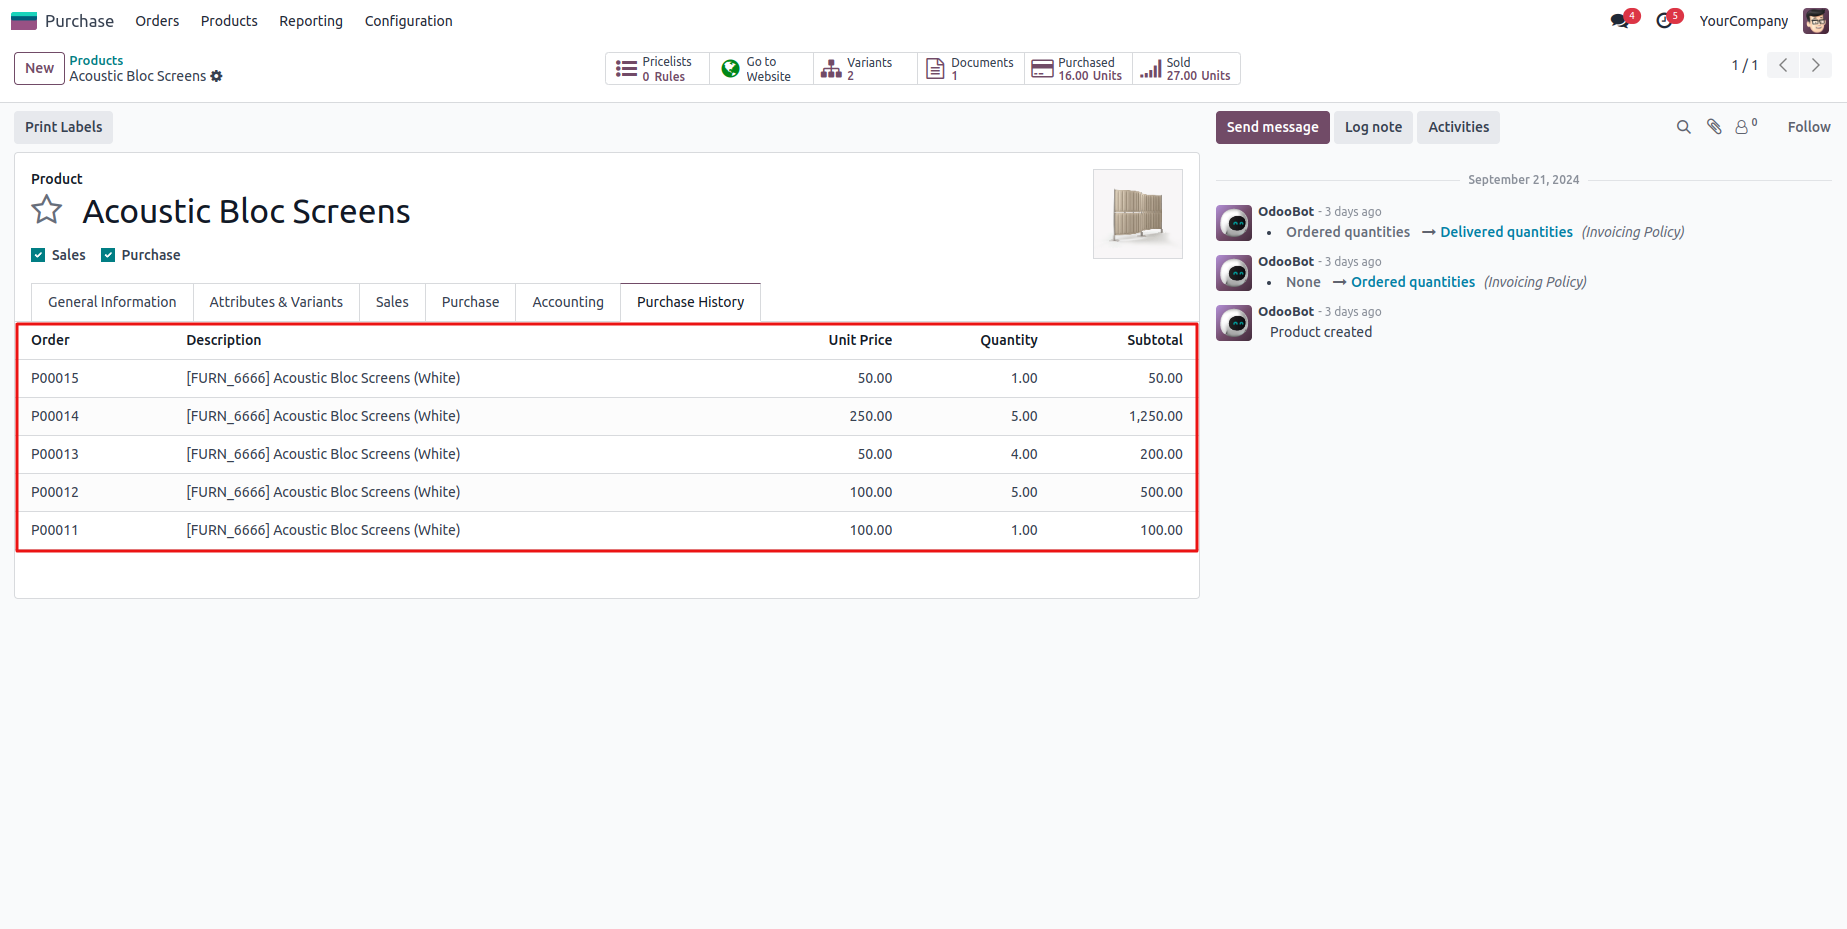 Purchase Orders Products Reporting Configuration 4 5 YourCompany
New Products
Acoustic Bloc Screens
Pricelists
0 Rules
Go to
Website
Variants
2
Documents
1
Purchased
16.00 Units
Sold
27.00 Units
1 / 1
Print Labels
Send message Log note Activities 0 Follow
Product
Acoustic Bloc Screens
Sales Purchase
General Information Attributes & Variants Sales Purchase Accounting Purchase History
Order Description Unit Price Quantity Subtotal
P00015 [FURN_6666] Acoustic Bloc Screens (White) 50.00 1.00 50.00
P00014 [FURN_6666] Acoustic Bloc Screens (White) 250.00 5.00 1,250.00
P00013 [FURN_6666] Acoustic Bloc Screens (White) 50.00 4.00 200.00
P00012 [FURN_6666] Acoustic Bloc Screens (White) 100.00 5.00 500.00
P00011 [FURN_6666] Acoustic Bloc Screens (White) 100.00 1.00 100.00
September 21, 2024
OdooBot - 3 days ago
• Ordered quantities → Delivered quantities (Invoicing Policy)
OdooBot - 3 days ago
• None → Ordered quantities (Invoicing Policy)
OdooBot - 3 days ago
Product created